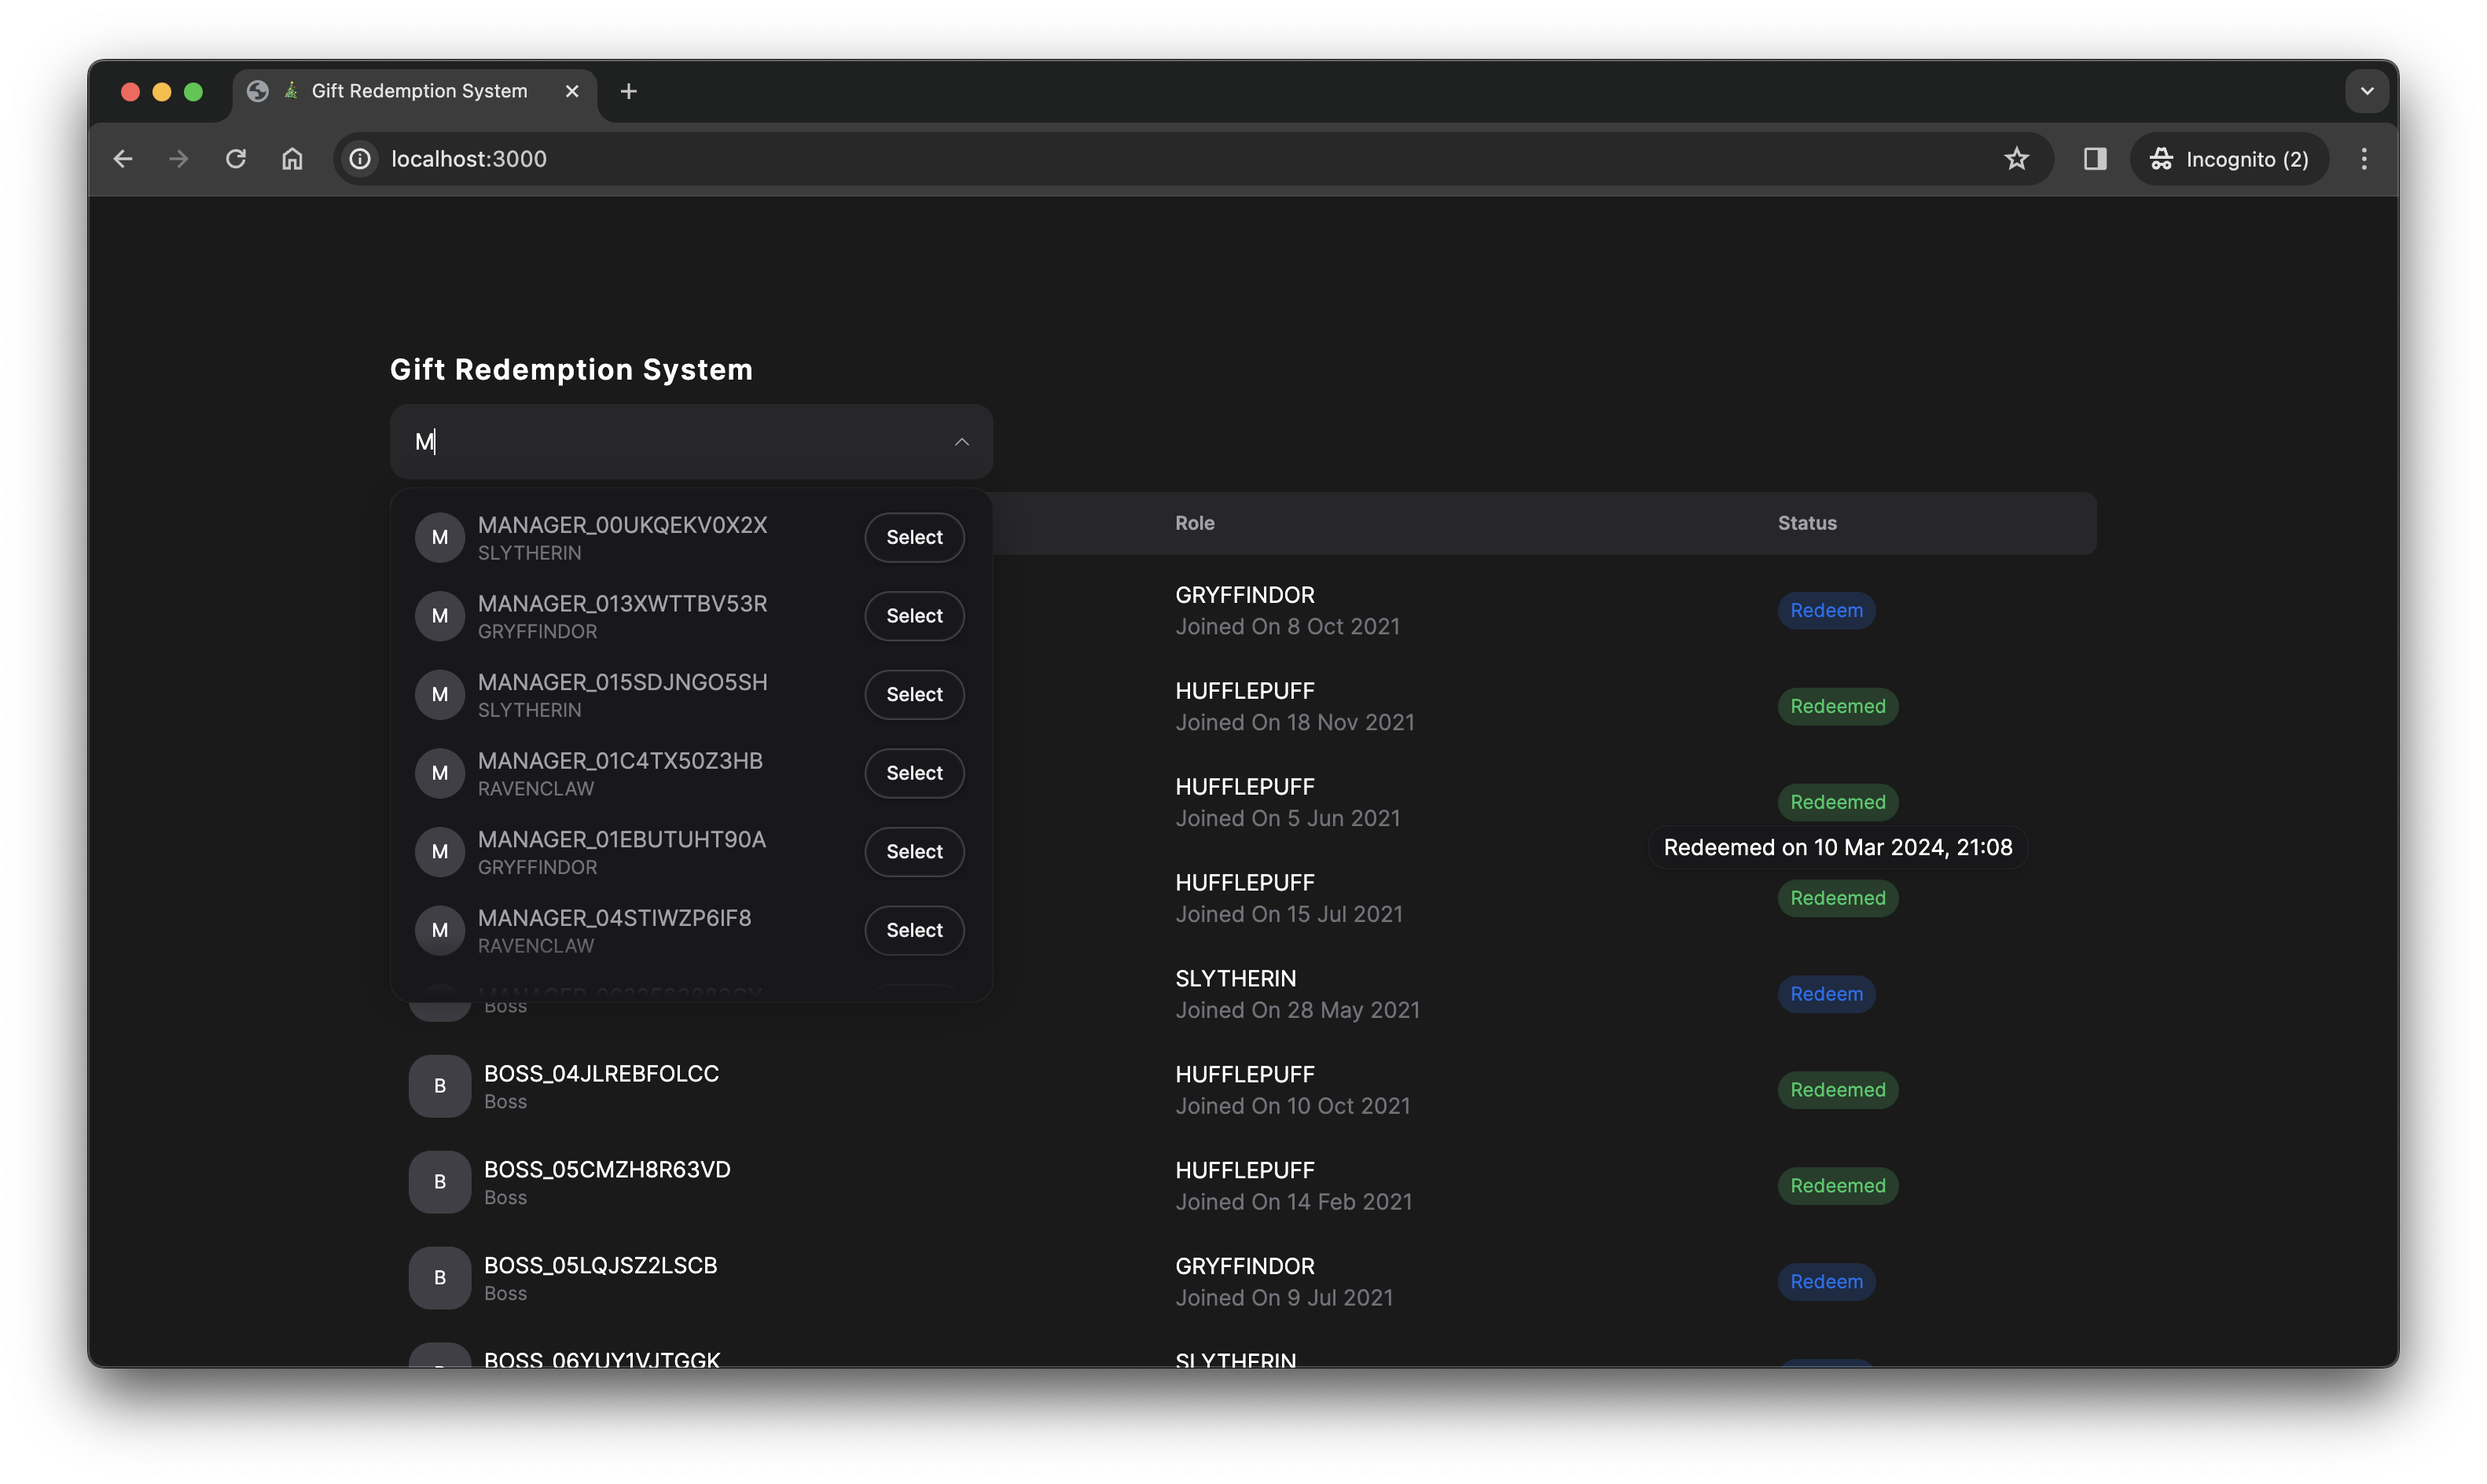 Gift Redemption System
localhost:3000
Incognito (2)
Gift Redemption System
M
M
MANAGER_00UKQEKV0X2X
SLYTHERIN
Select
M
MANAGER_013XWTTBV53R
GRYFFINDOR
Select
M
MANAGER_015SDJNGO5SH
SLYTHERIN
Select
M
MANAGER_01C4TX50Z3HB
RAVENCLAW
Select
M
MANAGER_01EBUTUHT90A
GRYFFINDOR
Select
M
MANAGER_04STIWZP6IF8
RAVENCLAW
Select
Role
Status
GRYFFINDOR
Joined On 8 Oct 2021
Redeem
HUFFLEPUFF
Joined On 18 Nov 2021
Redeemed
HUFFLEPUFF
Joined On 5 Jun 2021
Redeemed
Redeemed on 10 Mar 2024, 21:08
HUFFLEPUFF
Joined On 15 Jul 2021
Redeemed
Boss
SLYTHERIN
Joined On 28 May 2021
Redeem
B
BOSS_04JLREBFOLCC
Boss
HUFFLEPUFF
Joined On 10 Oct 2021
Redeemed
B
BOSS_05CMZH8R63VD
Boss
HUFFLEPUFF
Joined On 14 Feb 2021
Redeemed
B
BOSS_05LQJSZ2LSCB
Boss
GRYFFINDOR
Joined On 9 Jul 2021
Redeem
BOSS_06YUY1VJTGGK
SLYTHERIN